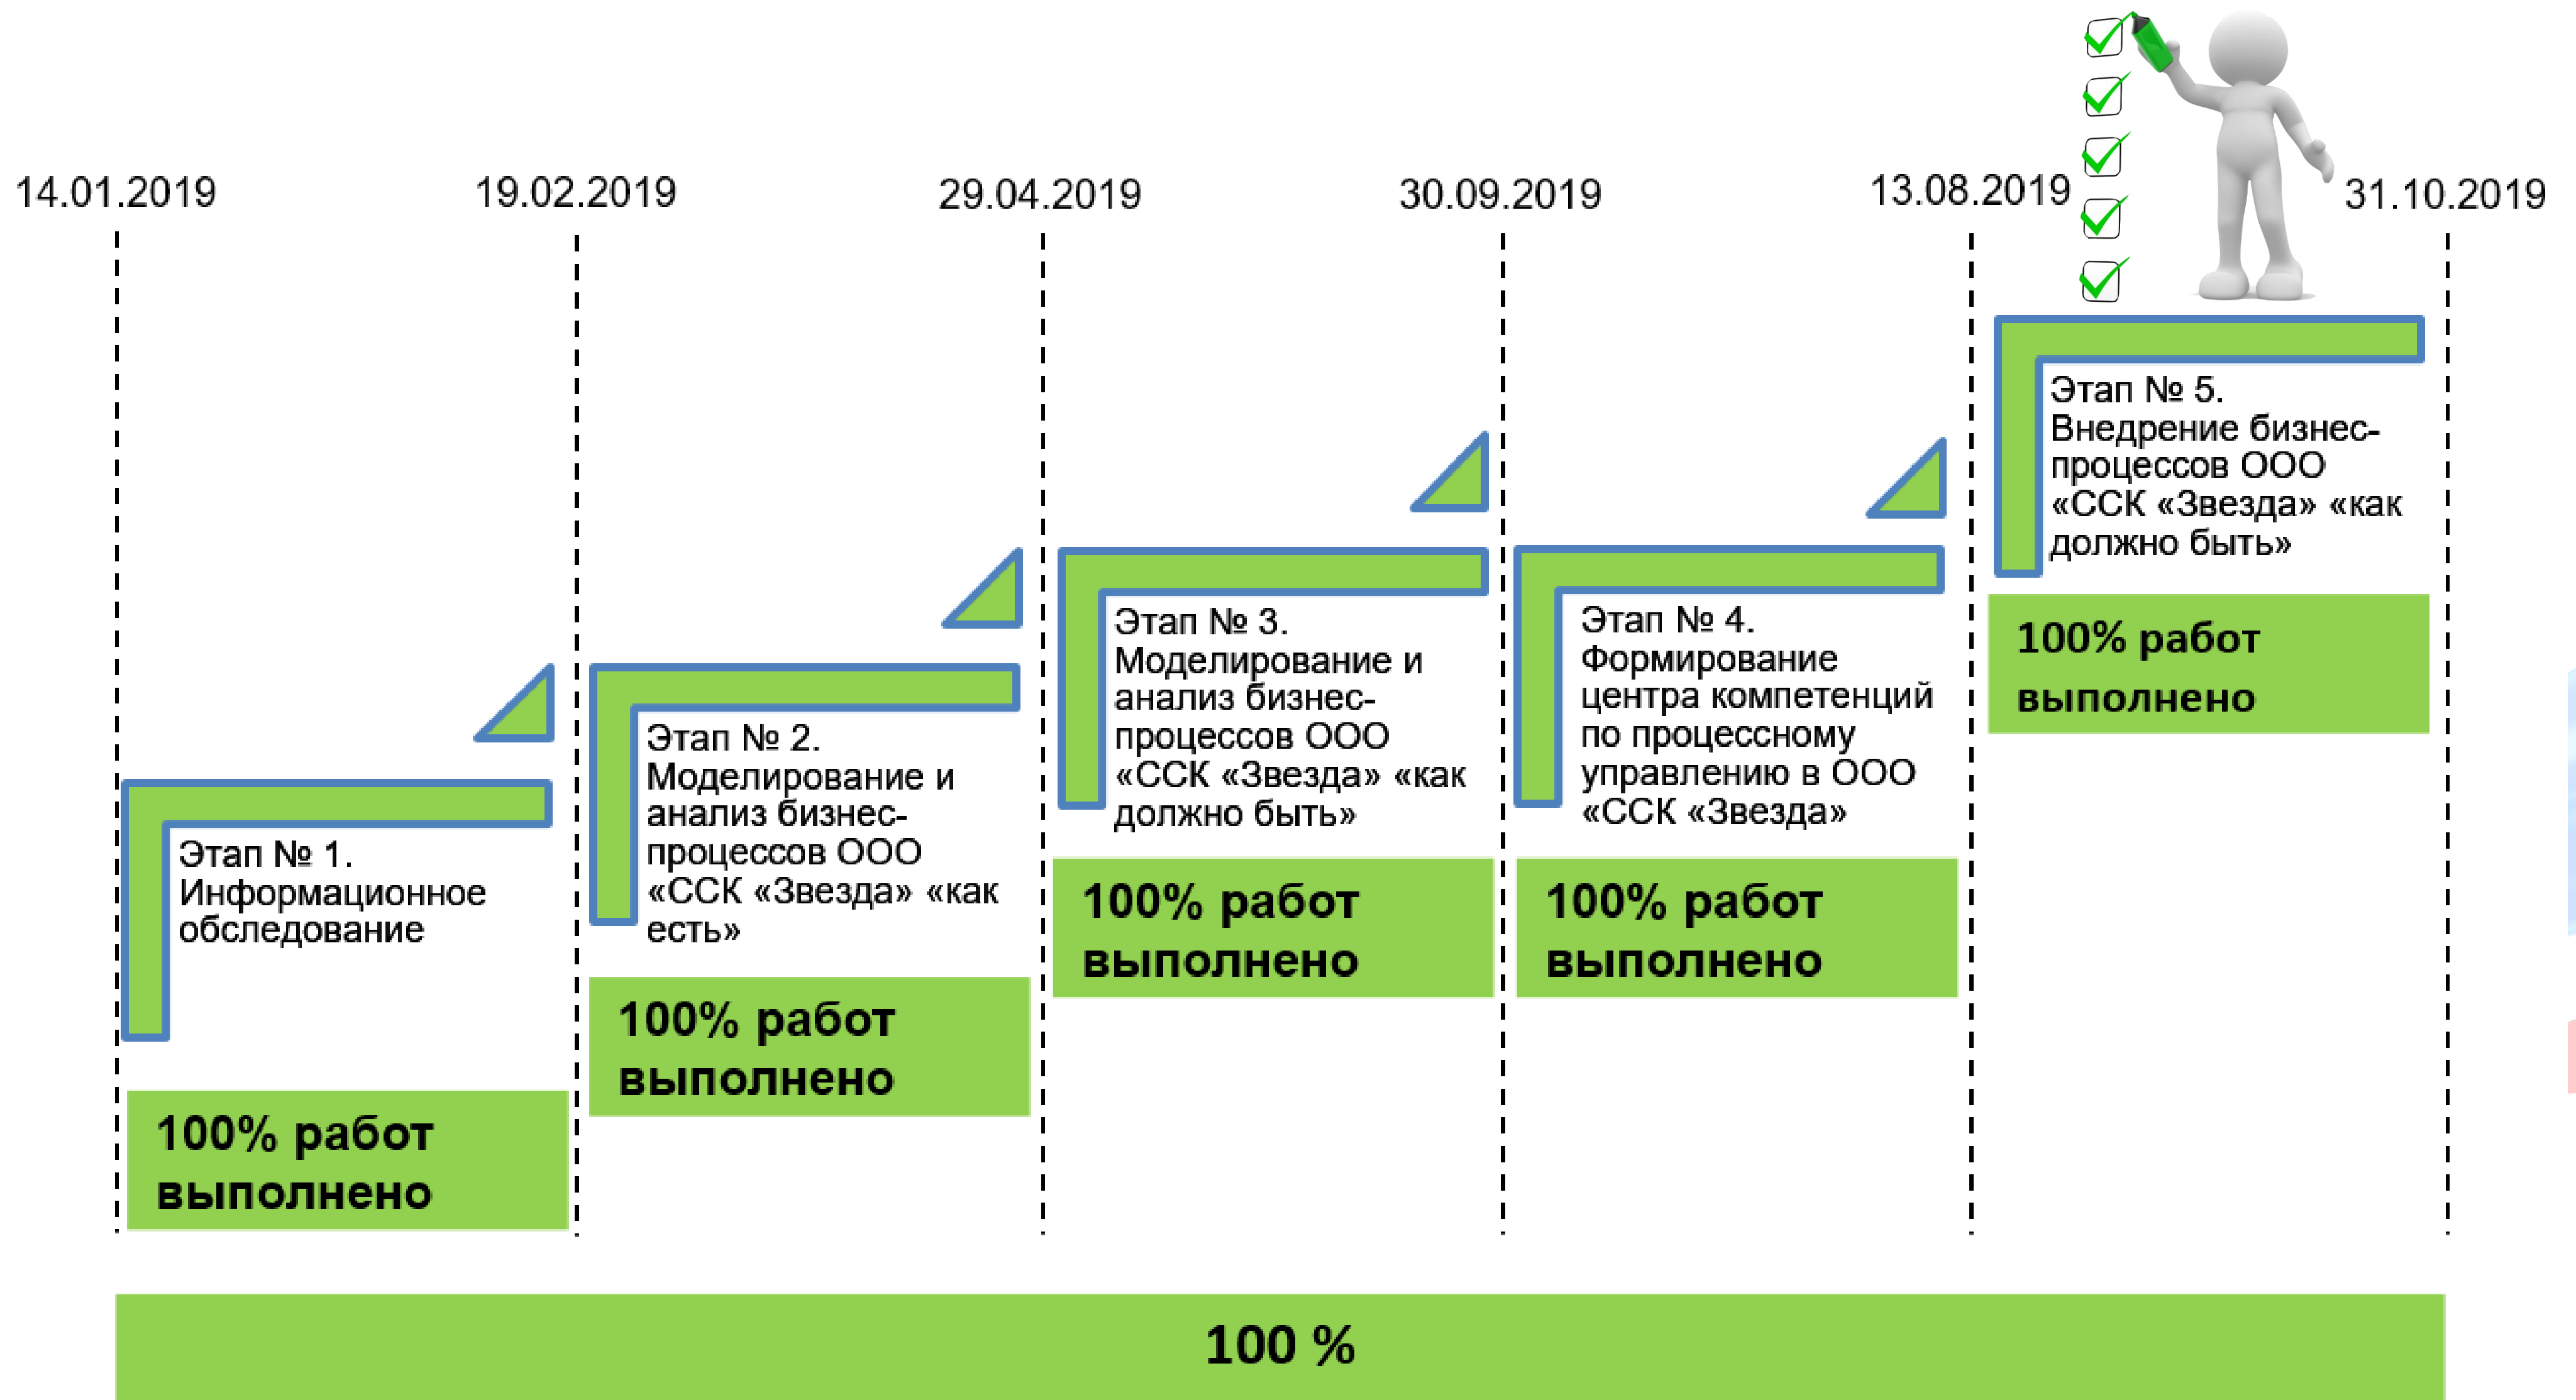 14.01.2019
19.02.2019
29.04.2019
30.09.2019
13.08.2019
31.10.2019
Этап № 1.
Информационное
обследование
100% работ
выполнено
Этап № 2.
Моделирование и
анализ бизнес-
процессов ООО
«ССК «Звезда» «как
есть»
100% работ
выполнено
Этап № 3.
Моделирование и
анализ бизнес-
процессов ООО
«ССК «Звезда» «как
должно быть»
100% работ
выполнено
Этап № 4.
Формирование
центра компетенций
по процессному
управлению в ООО
«ССК «Звезда»
100% работ
выполнено
Этап № 5.
Внедрение бизнес-
процессов ООО
«ССК «Звезда» «как
должно быть»
100% работ
выполнено
100 %